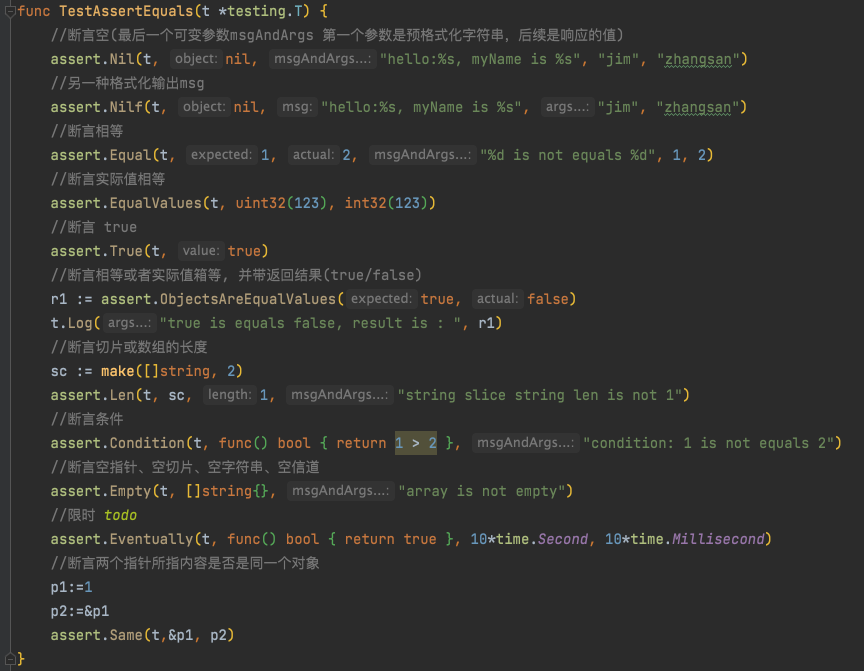 func TestAssertEquals(t *testing.T) {
//断言空(最后一个可变参数msgAndArgs 第一个参数是预格式化字符串，后续是响应的值)
assert.Nil(t, object: nil, msgAndArgs...: "hello:%s, myName is %s", "jim", "zhangsan")
//另一种格式化输出msg
assert.Nilf(t, object: nil, msg: "hello:%s, myName is %s", args...: "jim", "zhangsan")
//断言相等
assert.Equal(t, expected: 1, actual: 2, msgAndArgs...: "%d is not equals %d", 1, 2)
//断言实际值相等
assert.EqualValues(t, uint32(123), int32(123))
//断言 true
assert.True(t, value: true)
//断言相等或者实际值箱等, 并带返回结果(true/false)
r1 := assert.ObjectsAreEqualValues( expected: true, actual: false)
t.Log( args...: "true is equals false, result is : ", r1)
//断言切片或数组的长度
sc := make([]string, 2)
assert.Len(t, sc, length: 1, msgAndArgs...: "string slice string len is not 1")
//断言条件
assert.Condition(t, func() bool { return 1 > 2 }, msgAndArgs...: "condition: 1 is not equals 2")
//断言空指针、空切片、空字符串、空信道
assert.Empty(t, []string{}, msgAndArgs...: "array is not empty")
//限时 todo
assert.Eventually(t, func() bool { return true }, 10*time.Second, 10*time.Millisecond)
//断言两个指针所指内容是否是同一个对象
p1:=1
p2:=&p1
assert.Same(t,&p1, p2)
}